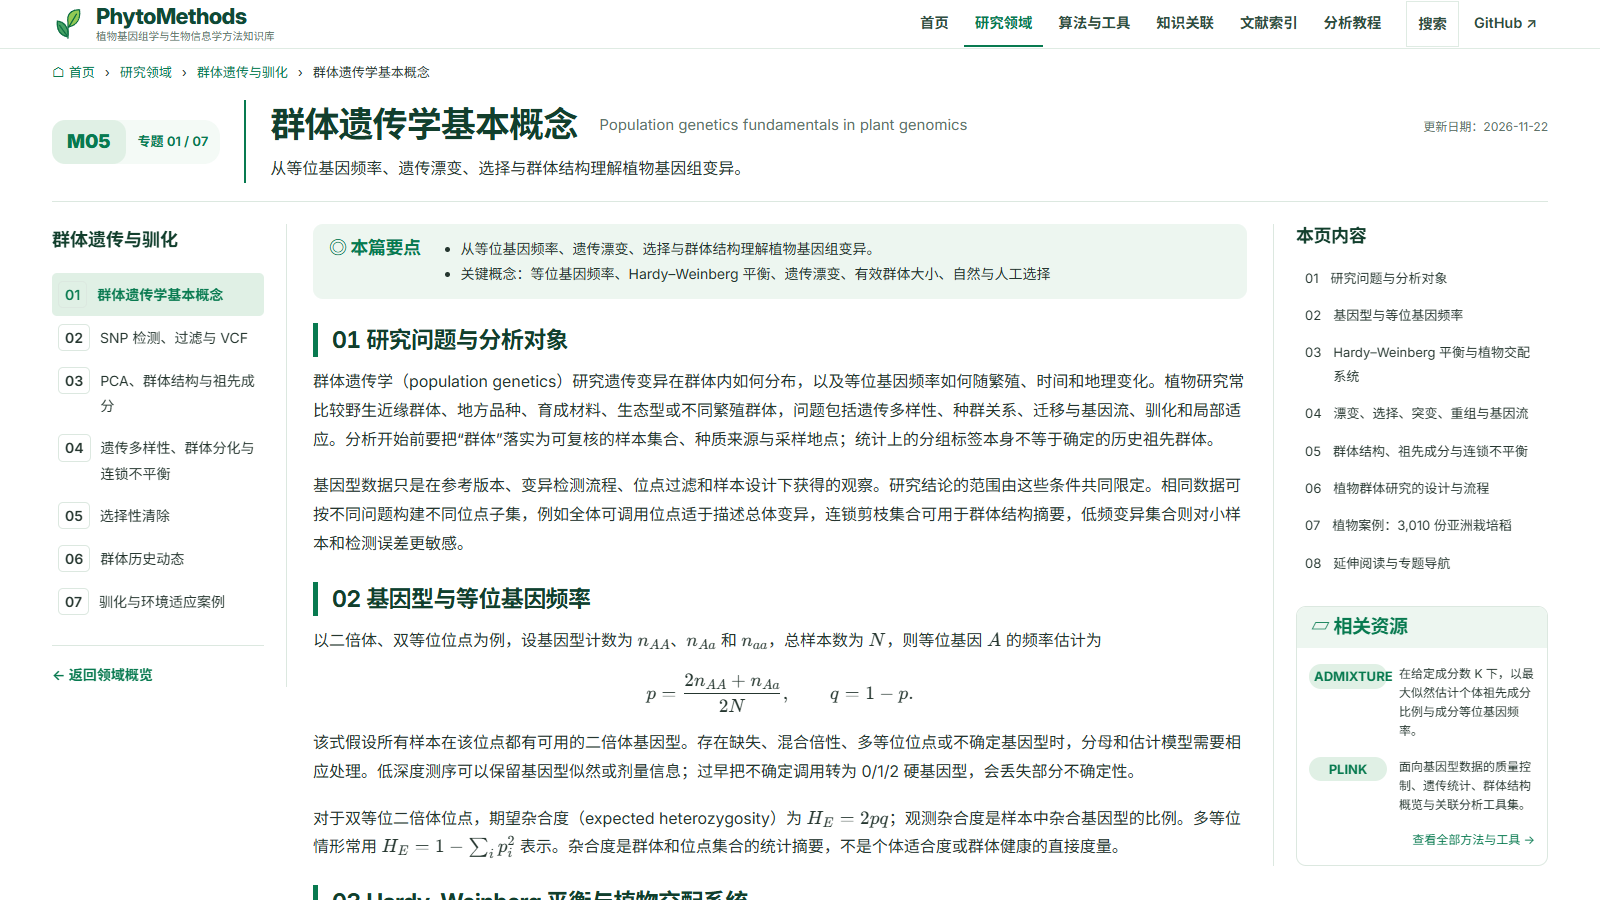 PhytoMethods
植物基因组学与生物信息学方法知识库
首页 研究领域 算法与工具 知识关联 文献索引 分析教程 搜索 GitHub ↗
首页 › 研究领域 › 群体遗传与驯化 › 群体遗传学基本概念
M05 专题 01 / 07
群体遗传学基本概念 Population genetics fundamentals in plant genomics
更新日期：2026-11-22
从等位基因频率、遗传漂变、选择与群体结构理解植物基因组变异。
群体遗传与驯化
01 群体遗传学基本概念
02 SNP 检测、过滤与 VCF
03 PCA、群体结构与祖先成
分
04 遗传多样性、群体分化与
连锁不平衡
05 选择性清除
06 群体历史动态
07 驯化与环境适应案例
← 返回领域概览
◎ 本篇要点
• 从等位基因频率、遗传漂变、选择与群体结构理解植物基因组变异。
• 关键概念：等位基因频率、Hardy–Weinberg 平衡、遗传漂变、有效群体大小、自然与人工选择
01 研究问题与分析对象
群体遗传学（population genetics）研究遗传变异在群体内如何分布，以及等位基因频率如何随繁殖、时间和地理变化。植物研究常
比较野生近缘群体、地方品种、育成材料、生态型或不同繁殖群体，问题包括遗传多样性、种群关系、迁移与基因流、驯化和局部适
应。分析开始前要把“群体”落实为可复核的样本集合、种质来源与采样地点；统计上的分组标签本身不等于确定的历史祖先群体。
基因型数据只是在参考版本、变异检测流程、位点过滤和样本设计下获得的观察。研究结论的范围由这些条件共同限定。相同数据可
按不同问题构建不同位点子集，例如全体可调用位点适于描述总体变异，连锁剪枝集合可用于群体结构摘要，低频变异集合则对小样
本和检测误差更敏感。
02 基因型与等位基因频率
以二倍体、双等位位点为例，设基因型计数为 n_{AA}、n_{Aa} 和 n_{aa}，总样本数为 N，则等位基因 A 的频率估计为
p = \frac{2n_{AA} + n_{Aa}}{2N}, q = 1 − p.
该式假设所有样本在该位点都有可用的二倍体基因型。存在缺失、混合倍性、多等位位点或不确定基因型时，分母和估计模型需要相
应处理。低深度测序可以保留基因型似然或剂量信息；过早把不确定调用转为 0/1/2 硬基因型，会丢失部分不确定性。
对于双等位二倍体位点，期望杂合度（expected heterozygosity）为 H_E = 2pq；观测杂合度是样本中杂合基因型的比例。多等位
情形常用 H_E = 1 − ∑_i p_i^2 表示。杂合度是群体和位点集合的统计摘要，不是个体适合度或群体健康的直接度量。
03 Hardy–Weinberg 平衡与植物交配系统
本页内容
01 研究问题与分析对象
02 基因型与等位基因频率
03 Hardy–Weinberg 平衡与植物交配
系统
04 漂变、选择、突变、重组与基因流
05 群体结构、祖先成分与连锁不平衡
06 植物群体研究的设计与流程
07 植物案例：3,010 份亚洲栽培稻
08 延伸阅读与专题导航
相关资源
ADMIXTURE 在给定成分数 K 下，以最
大似然估计个体祖先成分
比例与成分等位基因频
率。
PLINK 面向基因型数据的质量控
制、遗传统计、群体结构
概览与关联分析工具集。
查看全部方法与工具 →